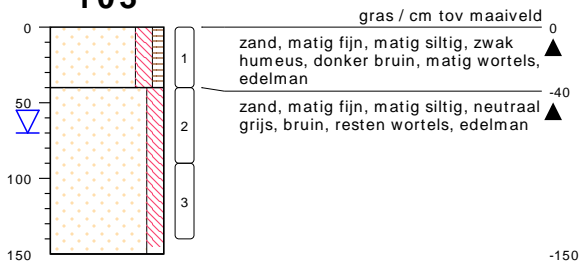 105
gras / cm tov maaiveld
0
0
zand, matig fijn, matig siltig, zwak
humeus, donker bruin, matig wortels,
edelman
1
-40
zand, matig fijn, matig siltig, neutraal
grijs, bruin, resten wortels, edelman
50
2
100
3
150
-150